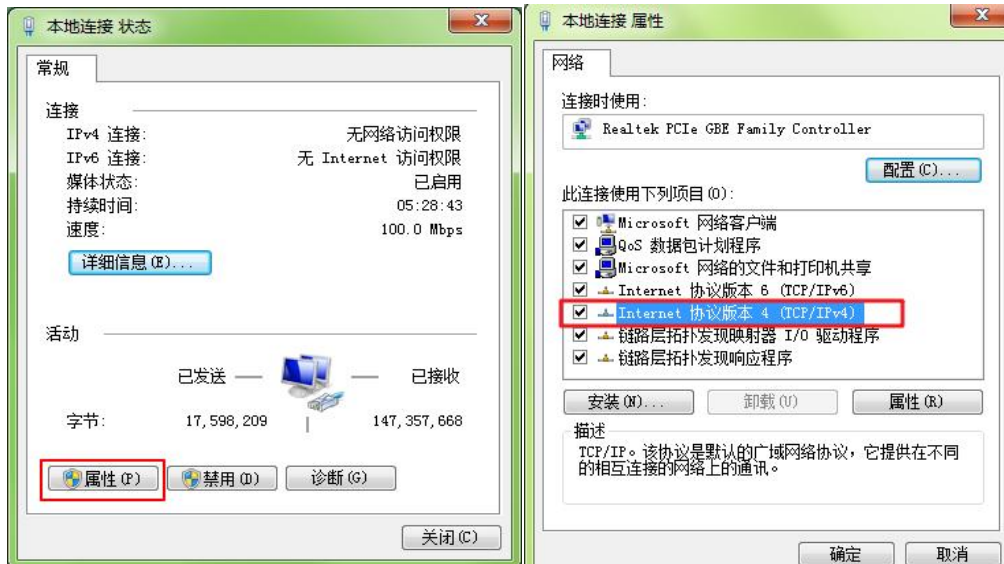 本地连接 状态
常规
连接
IPv4 连接: 无网络访问权限
IPv6 连接: 无 Internet 访问权限
媒体状态: 已启用
持续时间: 05:28:43
速度: 100.0 Mbps
详细信息(E)...
活动
已发送 — — 已接收
字节: 17,598,209 147,357,668
属性(P) 禁用(D) 诊断(G)
关闭(C)
本地连接 属性
网络
连接时使用:
Realtek PCIe GBE Family Controller
配置(C)...
此连接使用下列项目(O):
Microsoft 网络客户端
QoS 数据包计划程序
Microsoft 网络的文件和打印机共享
Internet 协议版本 6 (TCP/IPv6)
Internet 协议版本 4 (TCP/IPv4)
链路层拓扑发现映射器 I/O 驱动程序
链路层拓扑发现响应程序
安装(N)... 卸载(U) 属性(R)
描述
TCP/IP。该协议是默认的广域网络协议，它提供在不同
的相互连接的网络上的通讯。
确定 取消